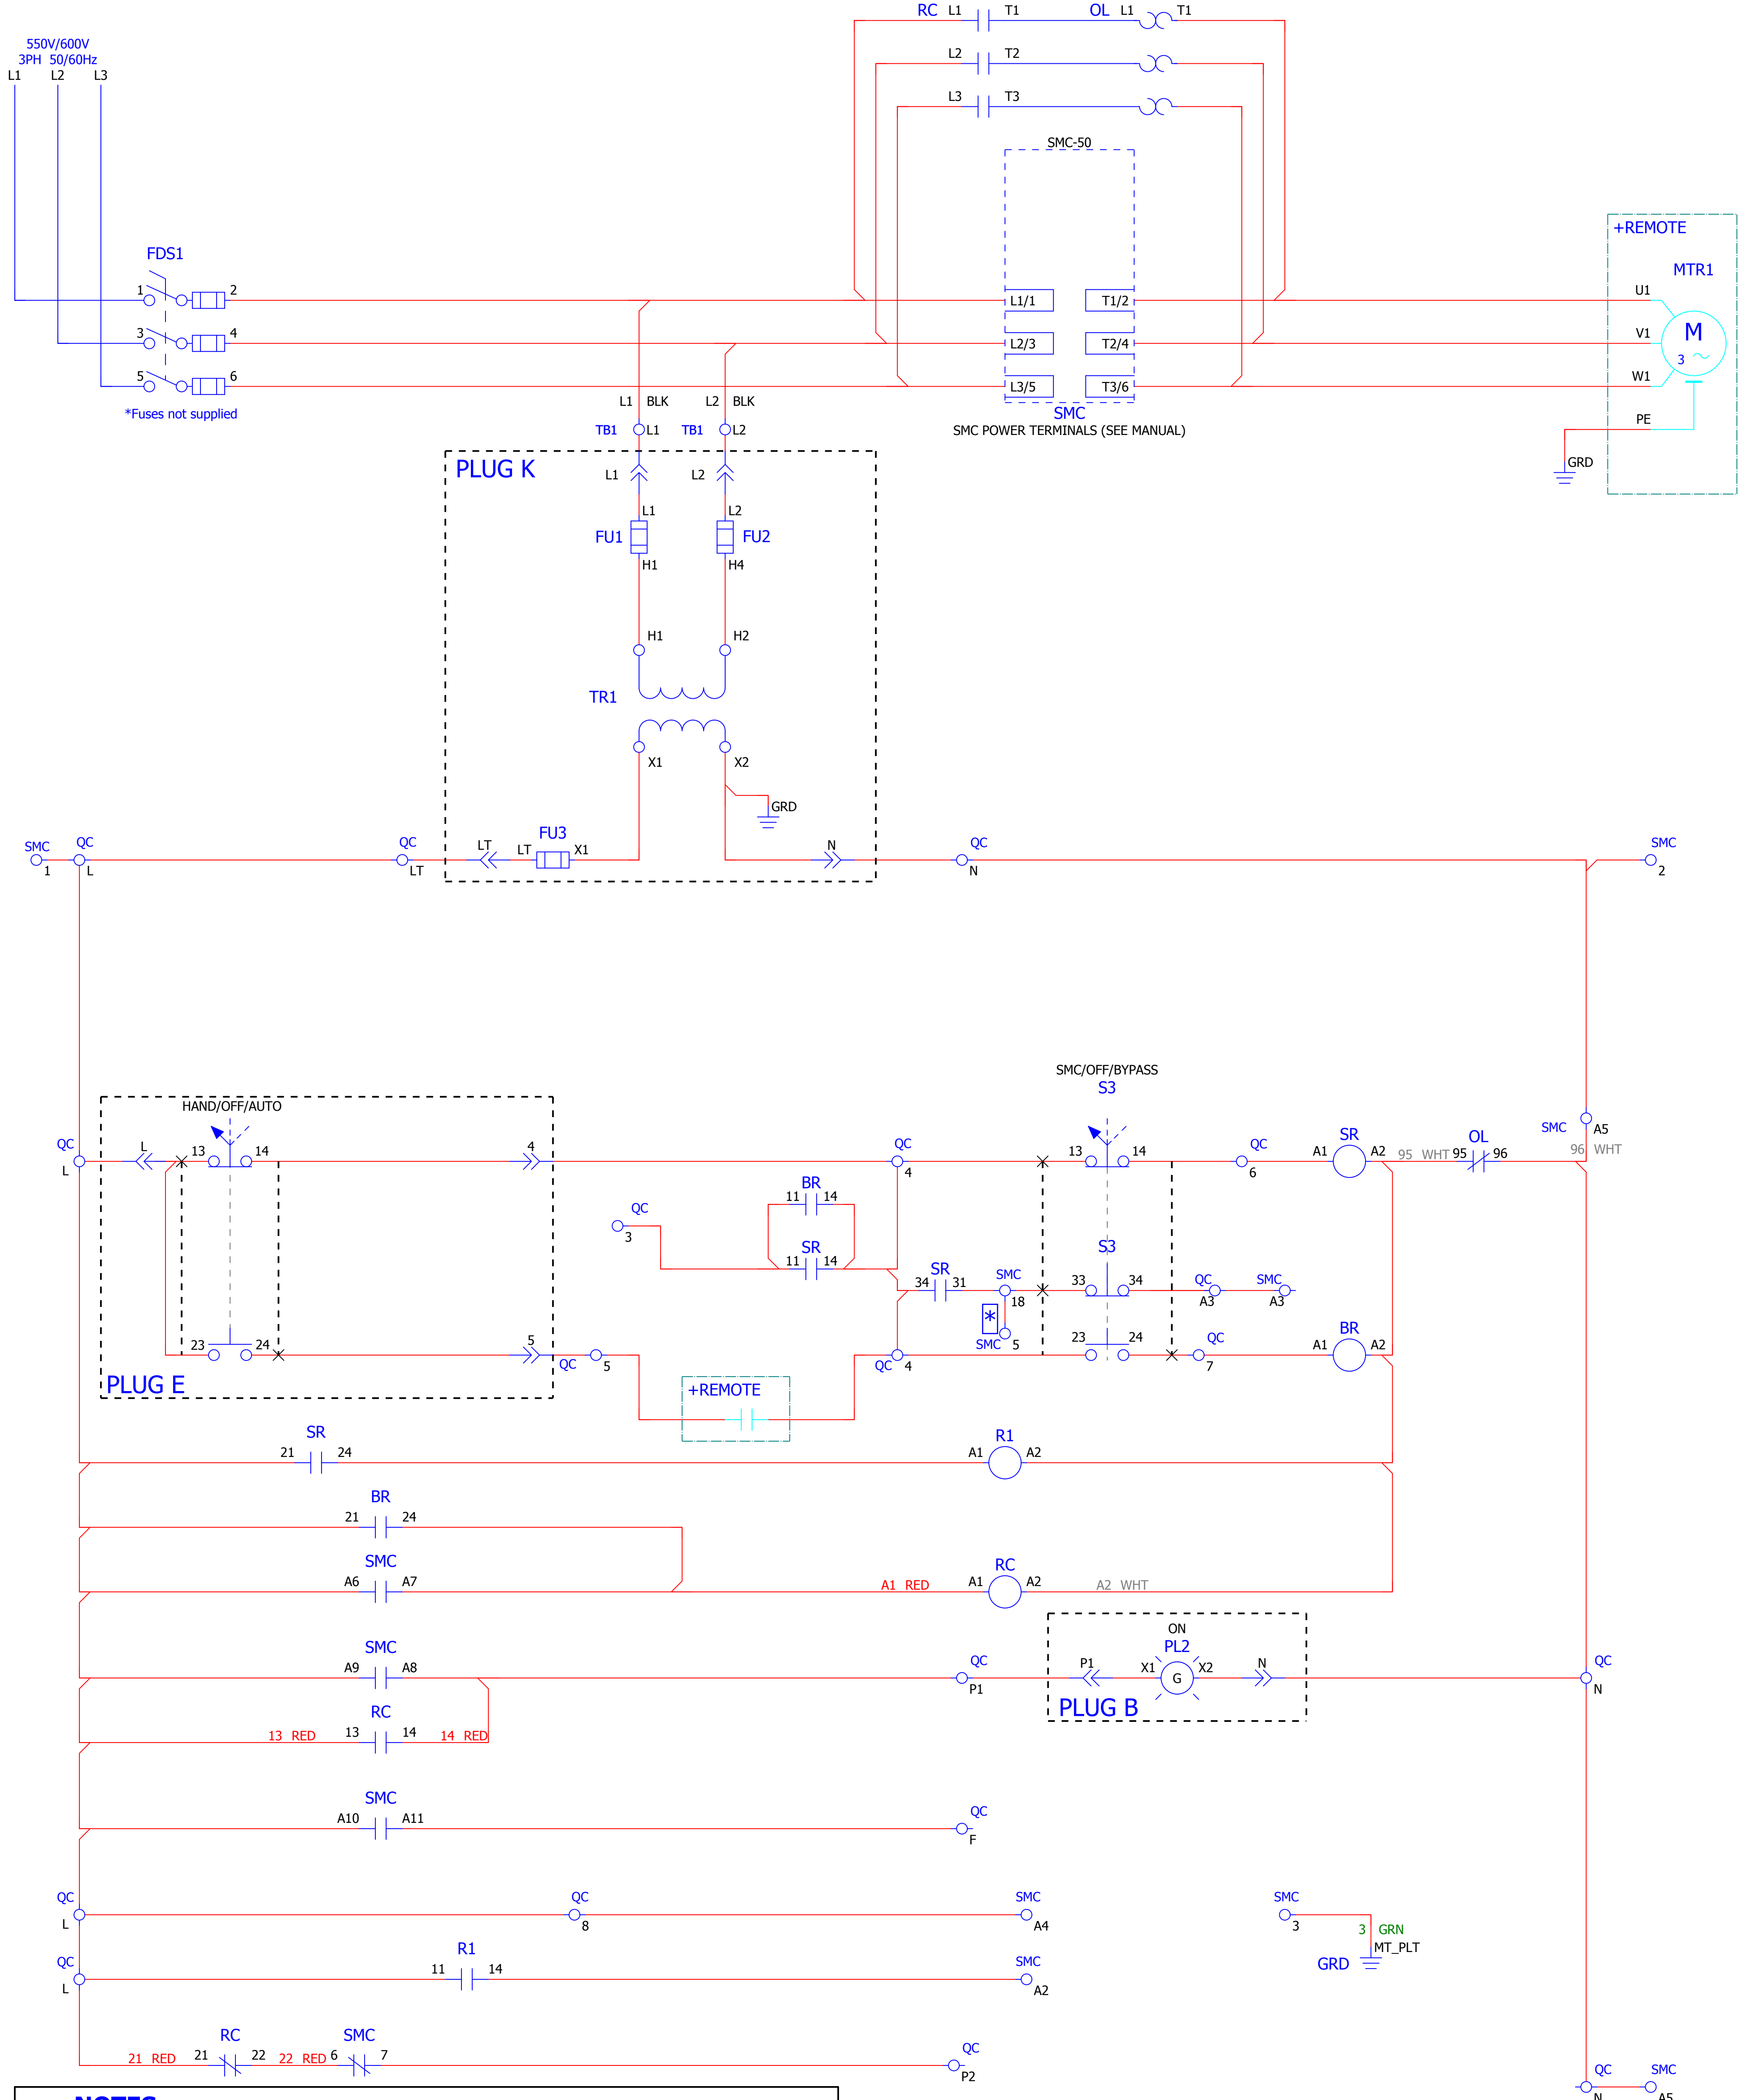 RC L1 T1 OL L1 T1
550V/600V
3PH 50/60Hz
L1 L2 L3
L2 T2
L3 T3
SMC-50
+REMOTE
MTR1
FDS1
1 2 L1/1 T1/2 U1
3 4 L2/3 T2/4 V1 M
3
5 6 L3/5 T3/6 W1
*Fuses not supplied
L1 BLK L2 BLK
SMC
SMC POWER TERMINALS (SEE MANUAL)
PE
GRD
TB1 L1 TB1 L2
PLUG K
L1 L2
L1 L2
FU1 FU2
H1 H4
H1 H2
TR1
X1 X2
GRD
SMC QC QC FU3 QC SMC
LT LT X1 N
1 L LT N 2
SMC/OFF/BYPASS
S3
HAND/OFF/AUTO
SMC A5
QC L 13 14 4 QC 13 14 QC A1 SR A2 95 WHT 95 OL 96 96 WHT
L 4 6
BR
11 14
QC
3
SR
11 14
S3
SR
34 31 SMC 33 34 QC SMC
18 A3 A3
*
SMC 5
23 24 5 23 24 QC A1 BR A2
QC 5 QC 4 7
PLUG E
+REMOTE
SR
21 24 A1 R1 A2
BR
21 24
SMC
A6 A7 A1 RED A1 RC A2 A2 WHT
ON
SMC PL2
A9 A8 QC P1 X1 G X2 N QC
P1 N
PLUG B
RC
13 RED 13 14 14 RED
SMC
A10 A11 QC
F
QC QC SMC SMC
L 8 A4 3
3 GRN
MT_PLT
GRD
QC R1 SMC
11 14
L A2
RC SMC
21 RED 21 22 22 RED 6 7 QC
P2
QC SMC
N A5
NOTES